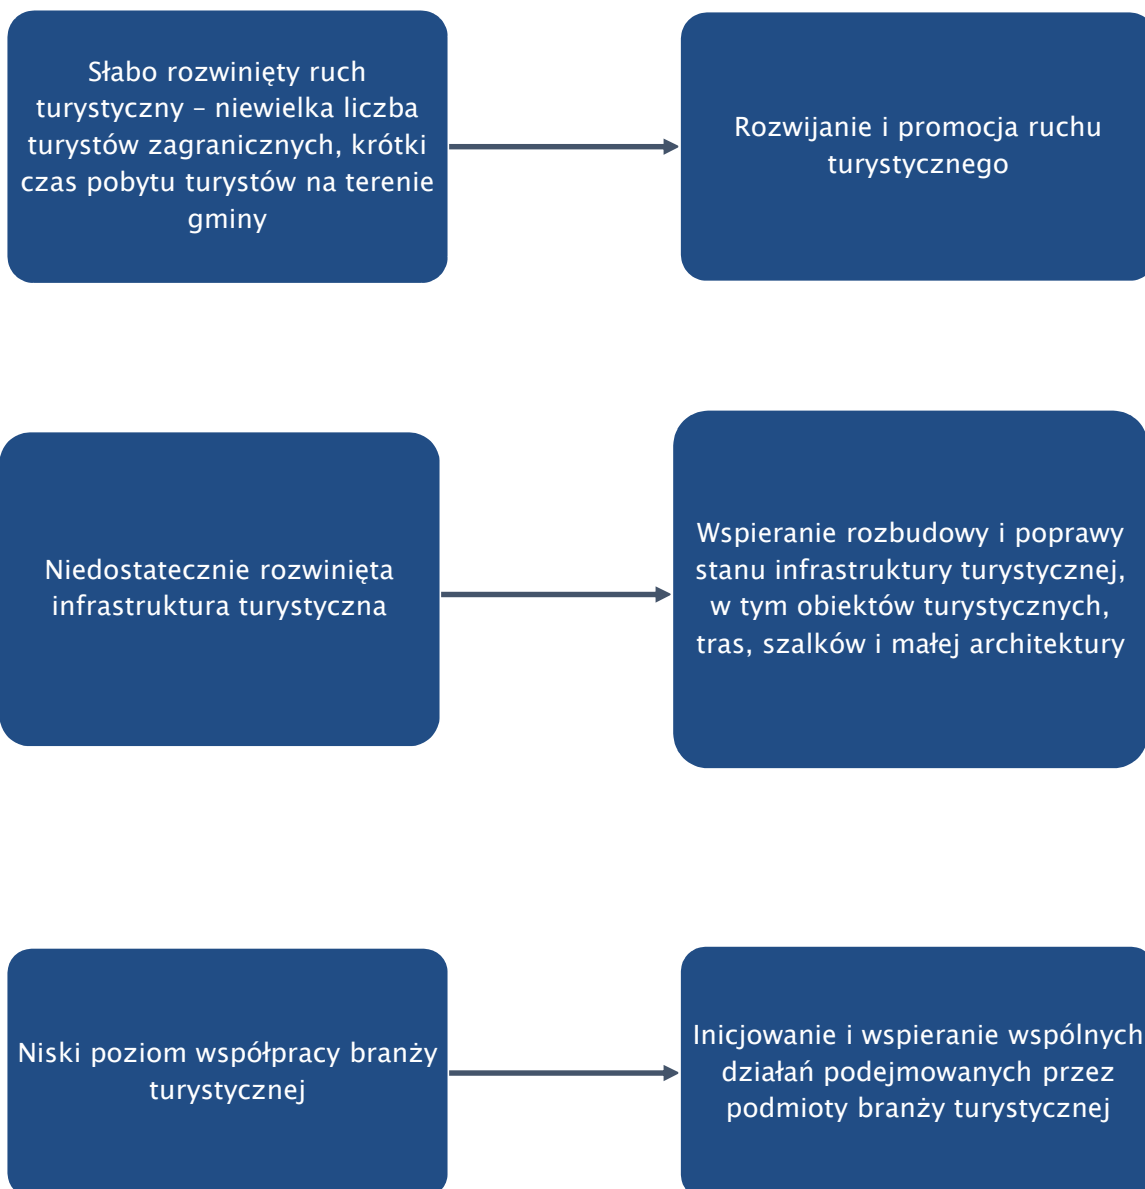 Słabo rozwinięty ruch
turystyczny – niewielka liczba
turystów zagranicznych, krótki
czas pobytu turystów na terenie
gminy
Rozwijanie i promocja ruchu
turystycznego
Niedostatecznie rozwinięta
infrastruktura turystyczna
Wspieranie rozbudowy i poprawy
stanu infrastruktury turystycznej,
w tym obiektów turystycznych,
tras, szalków i małej architektury
Niski poziom współpracy branży
turystycznej
Inicjowanie i wspieranie wspólnych
działań podejmowanych przez
podmioty branży turystycznej